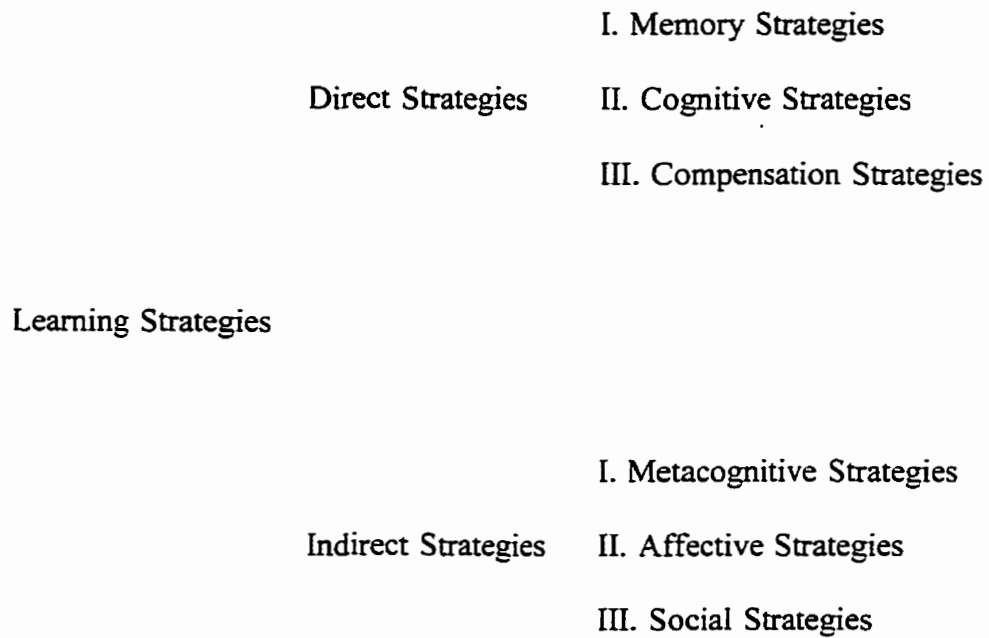 I. Memory Strategies
Direct Strategies II. Cognitive Strategies
III. Compensation Strategies
Learning Strategies
I. Metacognitive Strategies
Indirect Strategies II. Affective Strategies
III. Social Strategies